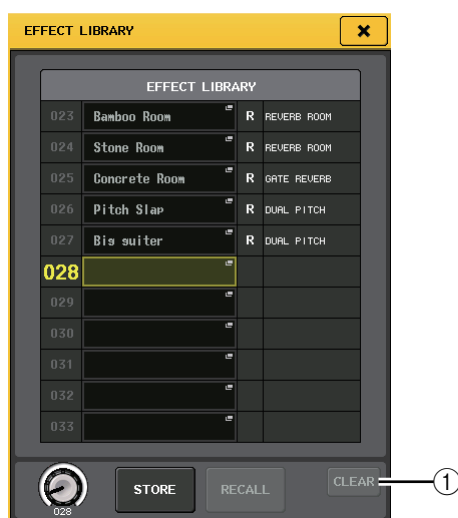 EFFECT LIBRARY
EFFECT LIBRARY
023 Bamboo Room R REVERB ROOM
024 Stone Room R REVERB ROOM
025 Concrete Room R GATE REVERB
026 Pitch Slap R DUAL PITCH
027 Big guiter R DUAL PITCH
028
029
030
031
032
033
028 STORE RECALL CLEAR ①